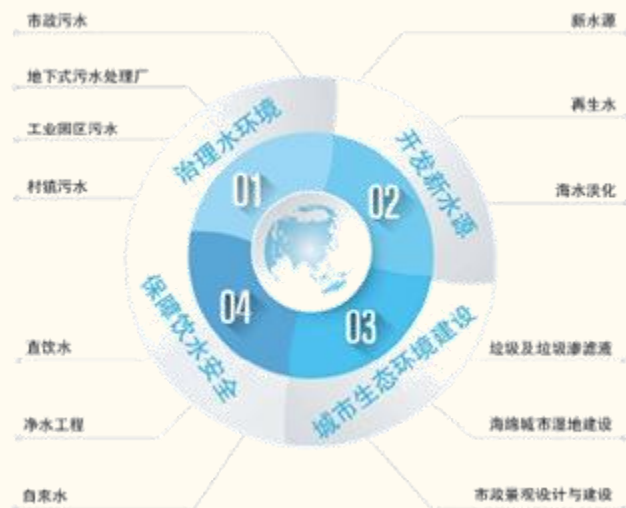 市政污水
地下式污水处理厂
工业园区污水
村镇污水
新水源
再生水
海水淡化
治理水环境
开发新水源
01
02
04
03
保障饮水安全
城市生态环境建设
直饮水
净水工程
自来水
垃圾及垃圾渗滤液
海绵城市湿地建设
市政景观设计与建设